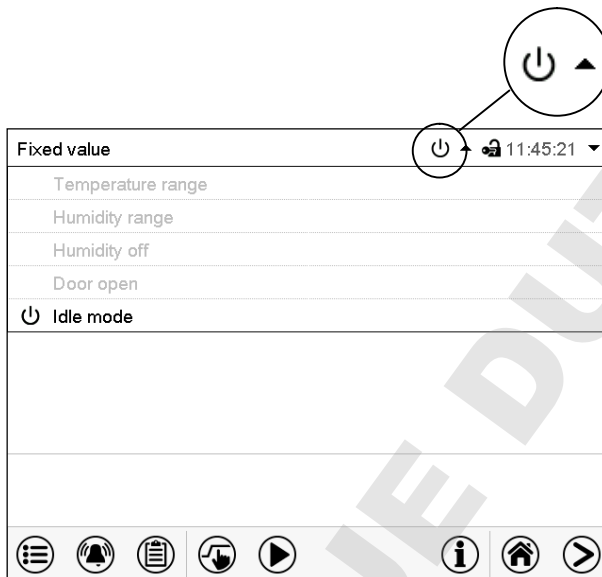 Fixed value 11:45:21
Temperature range
Humidity range
Humidity off
Door open
Idle mode